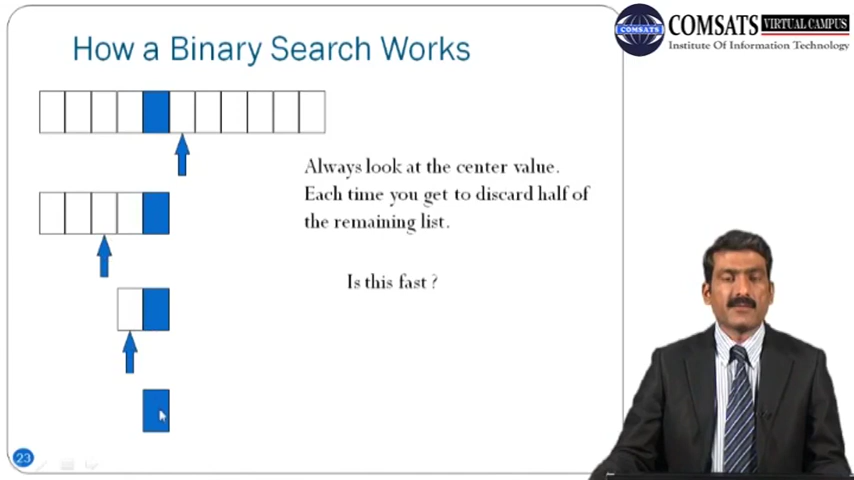 How a Binary Search Works
COMSATS VIRTUAL CAMPUS
Institute Of Information Technology
COMSATS
Always look at the center value.
Each time you get to discard half of
the remaining list.
Is this fast ?
23